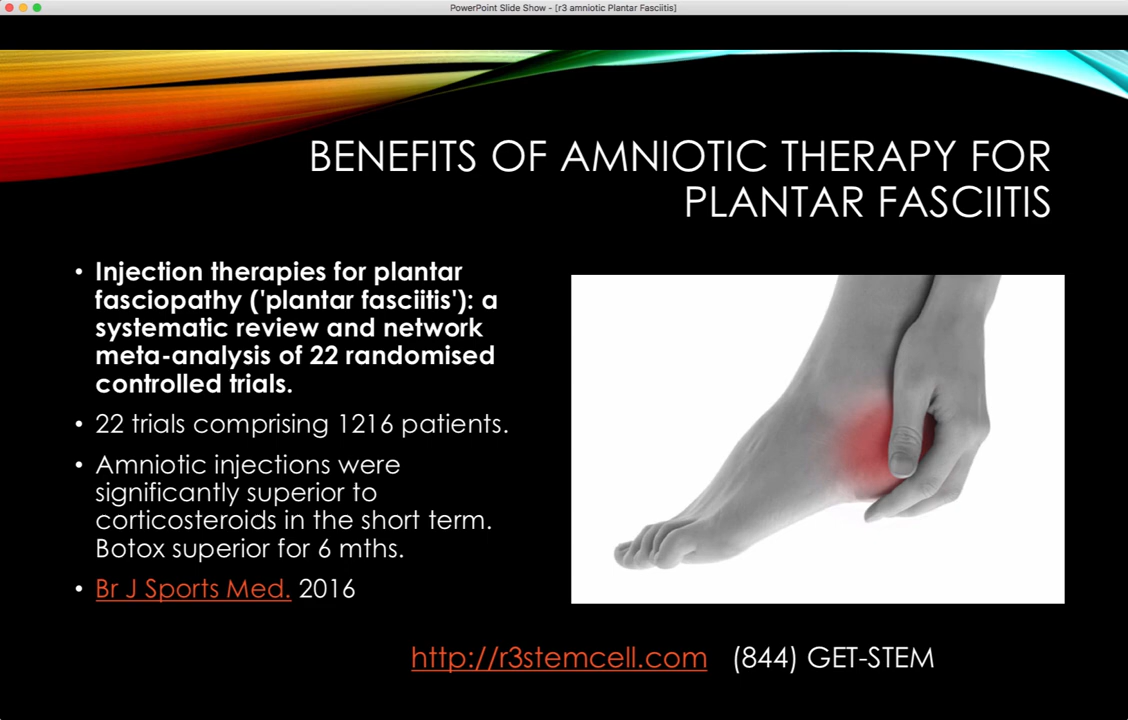 PowerPoint Slide Show - [r3 amniotic Plantar Fasciitis]
BENEFITS OF AMNIOTIC THERAPY FOR
PLANTAR FASCIITIS
• Injection therapies for plantar
fasciopathy ('plantar fasciitis'): a
systematic review and network
meta-analysis of 22 randomised
controlled trials.
• 22 trials comprising 1216 patients.
• Amniotic injections were
significantly superior to
corticosteroids in the short term.
Botox superior for 6 mths.
• Br J Sports Med. 2016
http://r3stemcell.com (844) GET-STEM